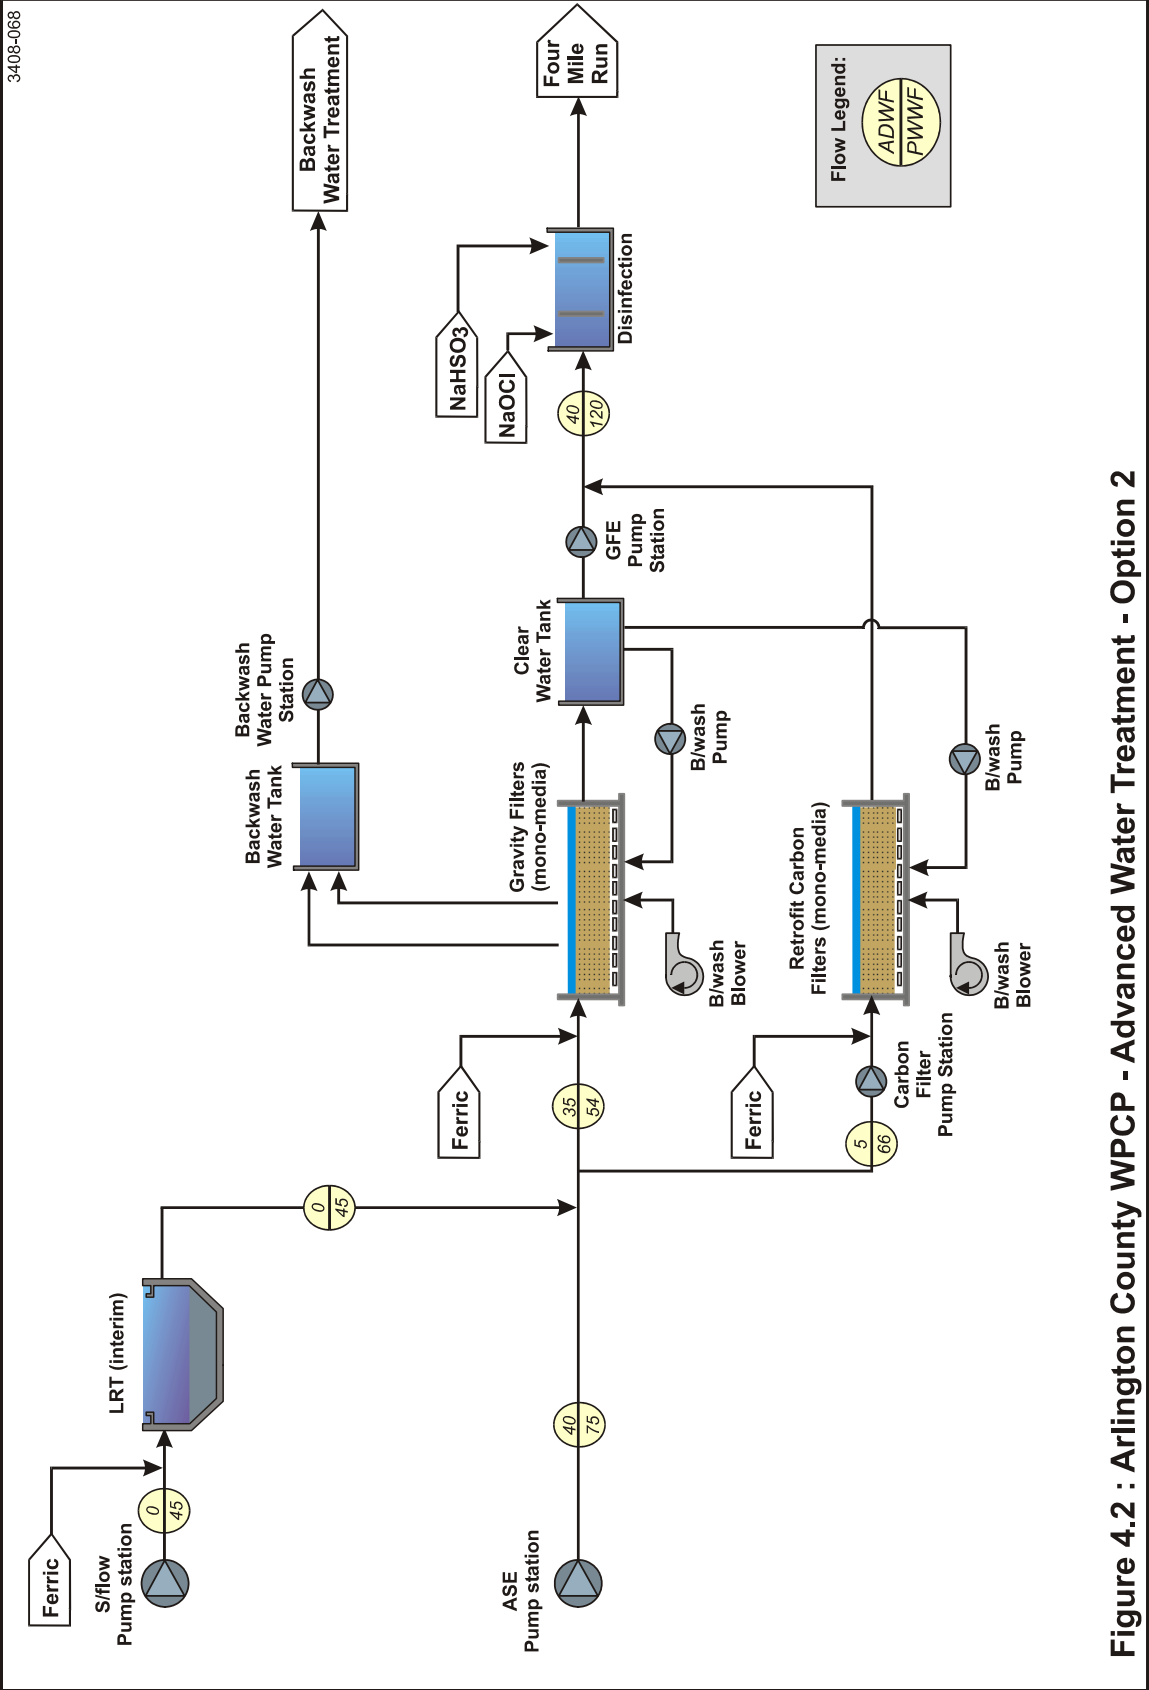 3408-068
Ferric
S/flow
Pump station
0
45
LRT (interim)
0
45
ASE
Pump station
40
75
35
54
Ferric
5
66
Ferric
Carbon
Filter
Pump Station
Backwash
Water Tank
Backwash
Water Pump
Station
Backwash
Water Treatment
Gravity Filters
(mono-media)
B/wash
Blower
B/wash
Pump
Clear
Water Tank
GFE
Pump
Station
Retrofit Carbon
Filters (mono-media)
B/wash
Blower
B/wash
Pump
40
120
NaOCl
NaHSO3
Disinfection
Four
Mile
Run
Flow Legend:
ADWF
PWWF
Figure 4.2 : Arlington County WPCP - Advanced Water Treatment - Option 2